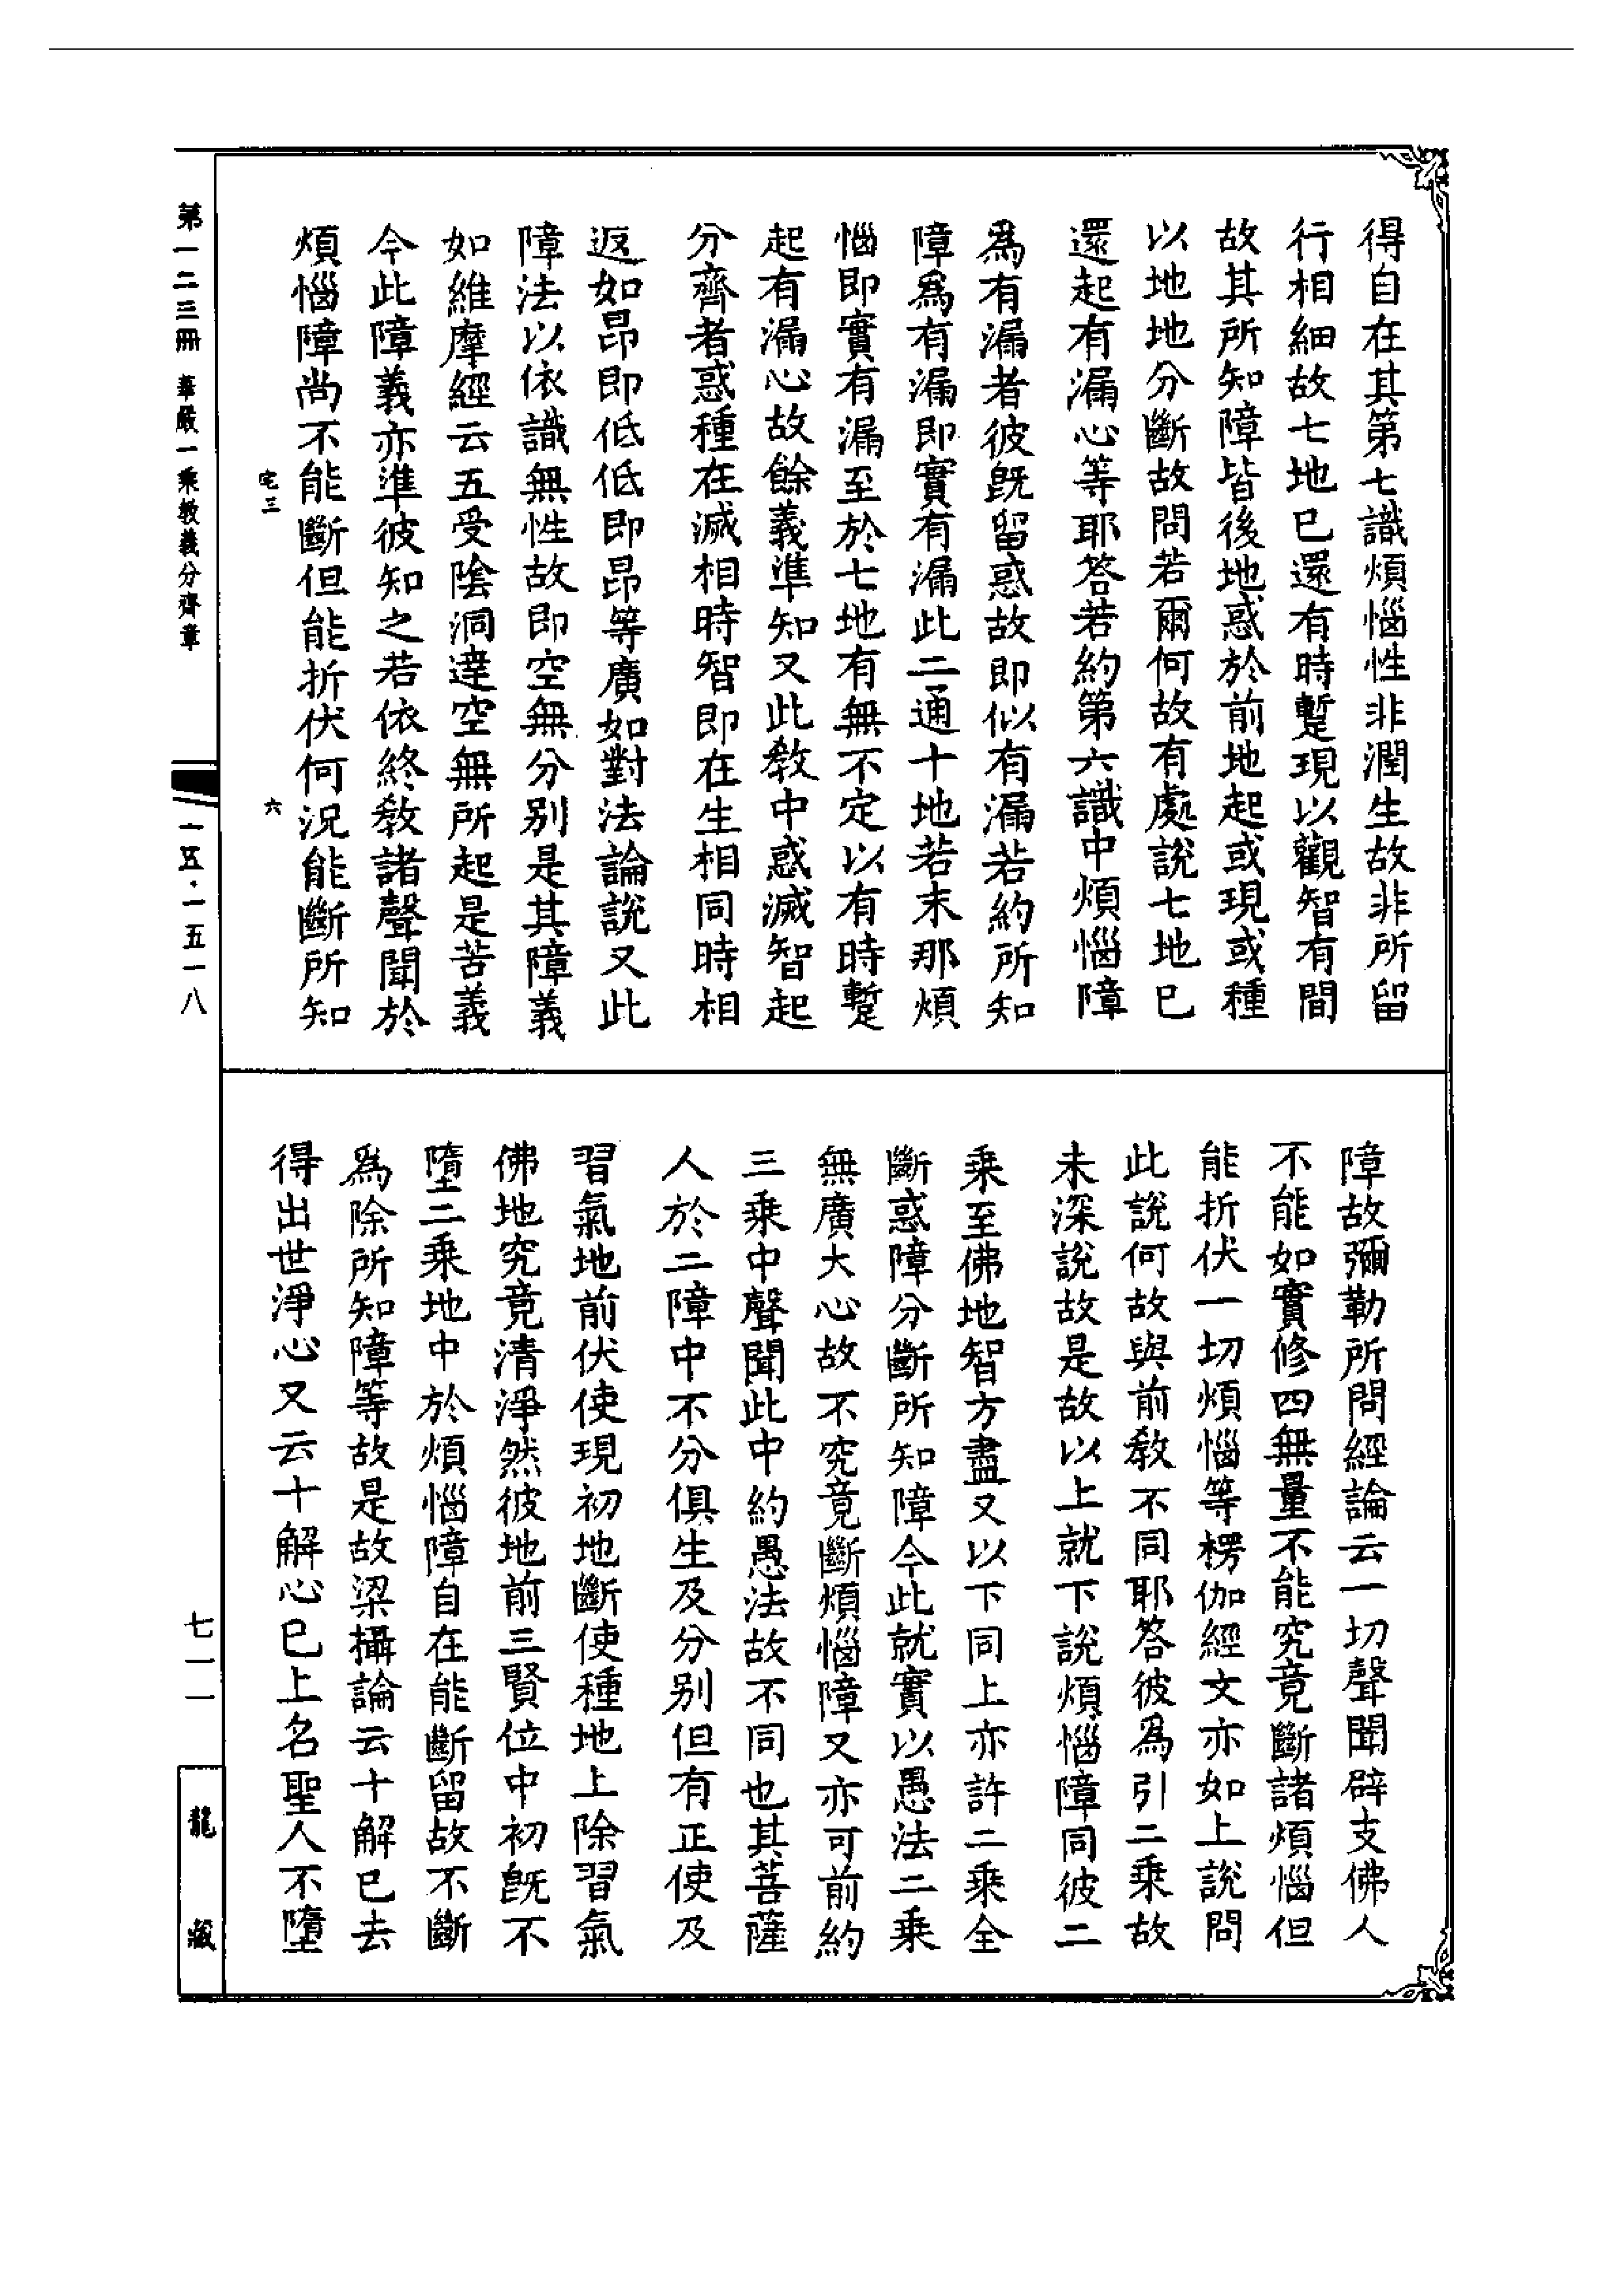 得自在其第七識煩惱性非潤生故非所留
行相細故七地已還有時蹔現以觀智有間
故其所知障皆後地惑於前地起或現或種
以地地分斷故問若爾何故有處說七地已
還起有漏心等耶答若約第六識中煩惱障
爲有漏者彼既留惑故即似有漏若約所知
障爲有漏即實有漏此二通十地若末那煩
惱即實有漏至於七地有無不定以有時蹔
起有漏心故餘義準知又此教中惑滅智起
分齊者惑種在滅相時智即在生相同時相
返如昂即低低即昂等廣如對法論說又此
障法以依識無性故即空無分别是其障義
如維摩經云五受陰洞達空無所起是苦義
今此障義亦準彼知之若依終教諸聲聞於
煩惱障尚不能斷但能折伏何況能斷所知
宅三 六
障故彌勒所問經論云一切聲聞辟支佛人
不能如實修四無量不能究竟斷諸煩惱但
能折伏一切煩惱等楞伽經文亦如上說問
此說何故與前教不同耶答彼爲引二乘故
未深說故是故以上就下說煩惱障同彼二
乘至佛地智方盡又以下同上亦許二乘全
斷惑障分斷所知障今此就實以愚法二乘
無廣大心故不究竟斷煩惱障又亦可前約
三乘中聲聞此中約愚法故不同也其菩薩
人於二障中不分俱生及分别但有正使及
習氣地前伏使現初地斷使種地上除習氣
佛地究竟清淨然彼地前三賢位中初既不
墮二乘地中於煩惱障自在能斷留故不斷
爲除所知障等故是故梁攝論云十解已去
得出世淨心又云十解心已上名聖人不墮
第一二三冊 華嚴一乘教義分齊章
一五·一五一八
七一一
龍藏